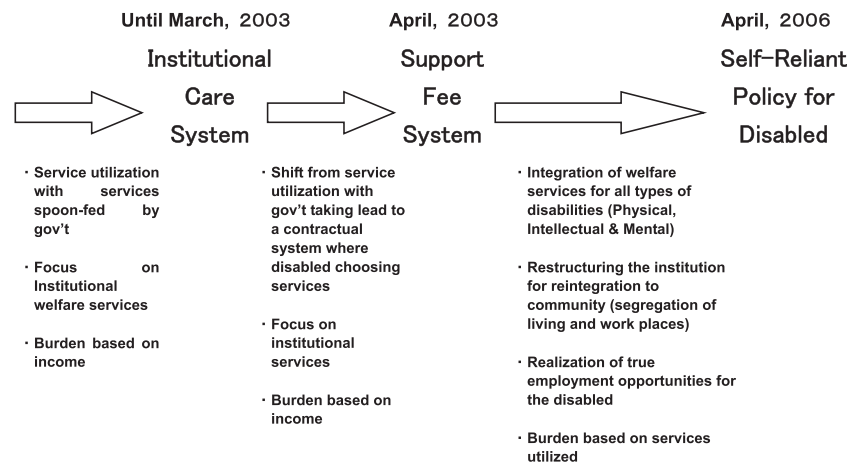 Until March, 2003
Institutional
Care
System
April, 2003
Support
Fee
System
April, 2006
Self-Reliant
Policy for
Disabled
・Service utilization
with services
spoon-fed by
gov't
・Focus on
Institutional
welfare services
・Burden based on
income
・Shift from service
utilization with
gov't taking lead to
a contractual
system where
disabled choosing
services
・Focus on
institutional
services
・Burden based on
income
・Integration of welfare
services for all types of
disabilities (Physical,
Intellectual & Mental)
・Restructuring the institution
for reintegration to
community (segregation of
living and work places)
・Realization of true
employment opportunities for
the disabled
・Burden based on services
utilized